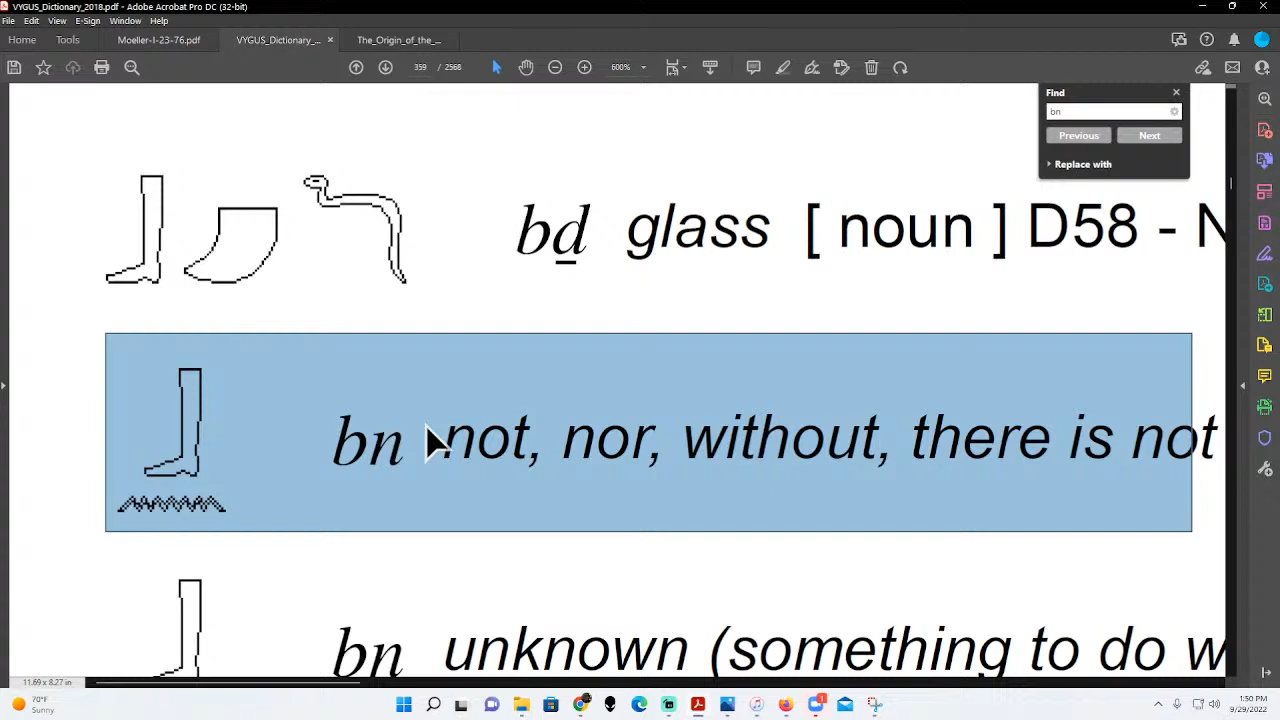 VYGUS_Dictionary_2018.pdf - Adobe Acrobat Pro DC (32-bit)
File Edit View E-Sign Window Help
Home Tools Moeller-I-23-76.pdf VYGUS_Dictionary_... × The_Origin_of_the_...
359 / 2568 600%
Find
bn
Previous Next
Replace with
bḏ glass [ noun ] D58 - N
bn not, nor, without, there is not
bn unknown (something to do w
11.69 x 8.27 in
70°F
Sunny
1
1:50 PM
9/29/2022